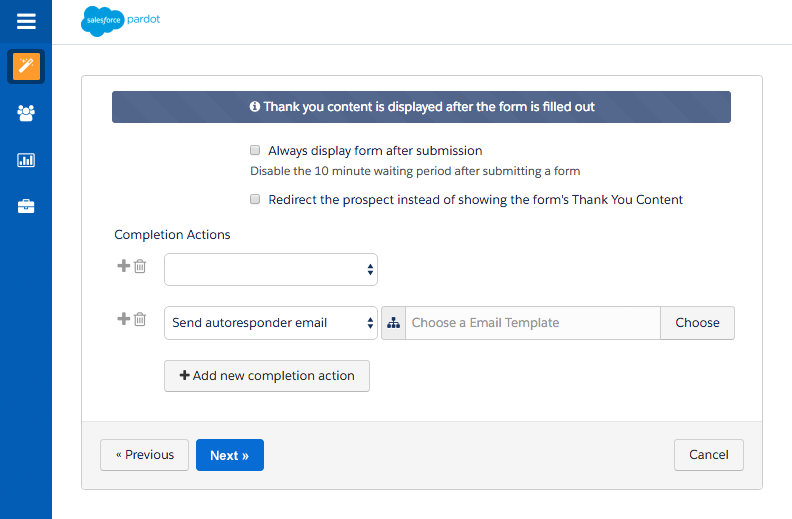 salesforce pardot
Thank you content is displayed after the form is filled out
Always display form after submission
Disable the 10 minute waiting period after submitting a form
Redirect the prospect instead of showing the form's Thank You Content
Completion Actions
Send autoresponder email Choose a Email Template Choose
+ Add new completion action
« Previous Next » Cancel